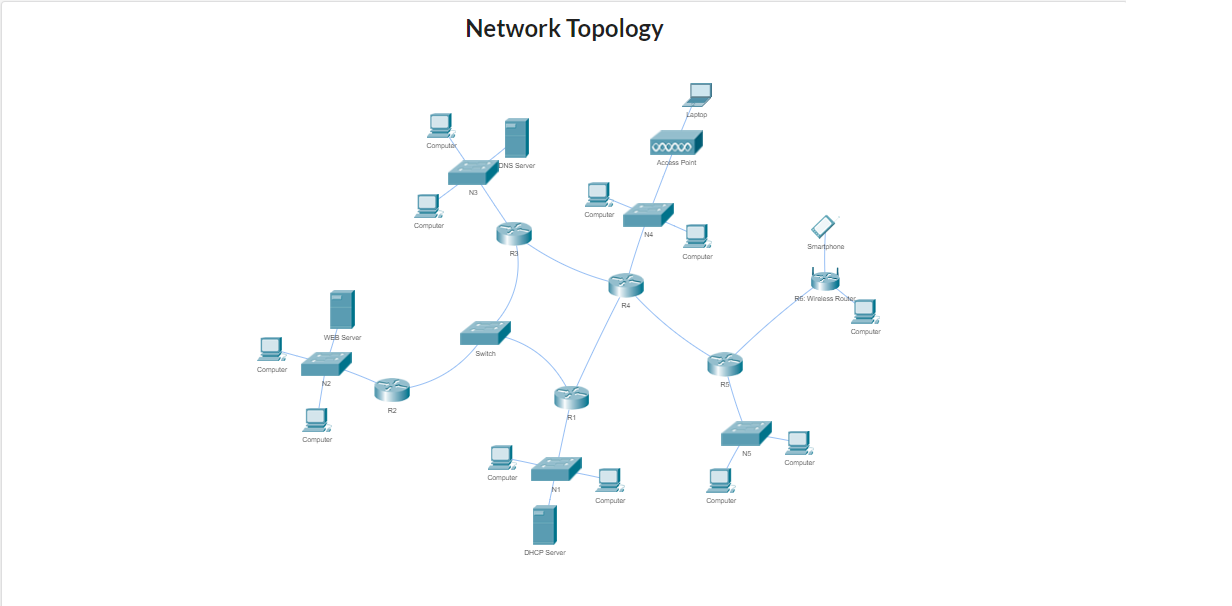 Network Topology
Laptop
Computer
DNS Server
Access Point
N3
Computer
Computer
N4
Computer
Smartphone
R3
R4
R6: Wireless Router
Computer
WEB Server
Switch
Computer
N2
R2
R5
Computer
R1
N5
Computer
Computer
N1
Computer
Computer
DHCP Server